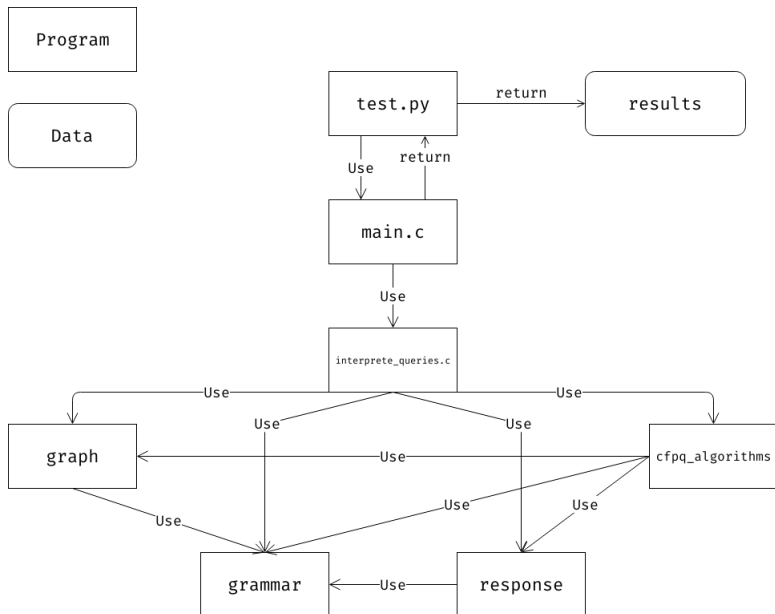 Program
Data
test.py
return
results
Use
return
main.c
Use
interprete_queries.c
Use
Use
Use
Use
graph
Use
cfpq_algorithms
Use
Use
Use
grammar
Use
response